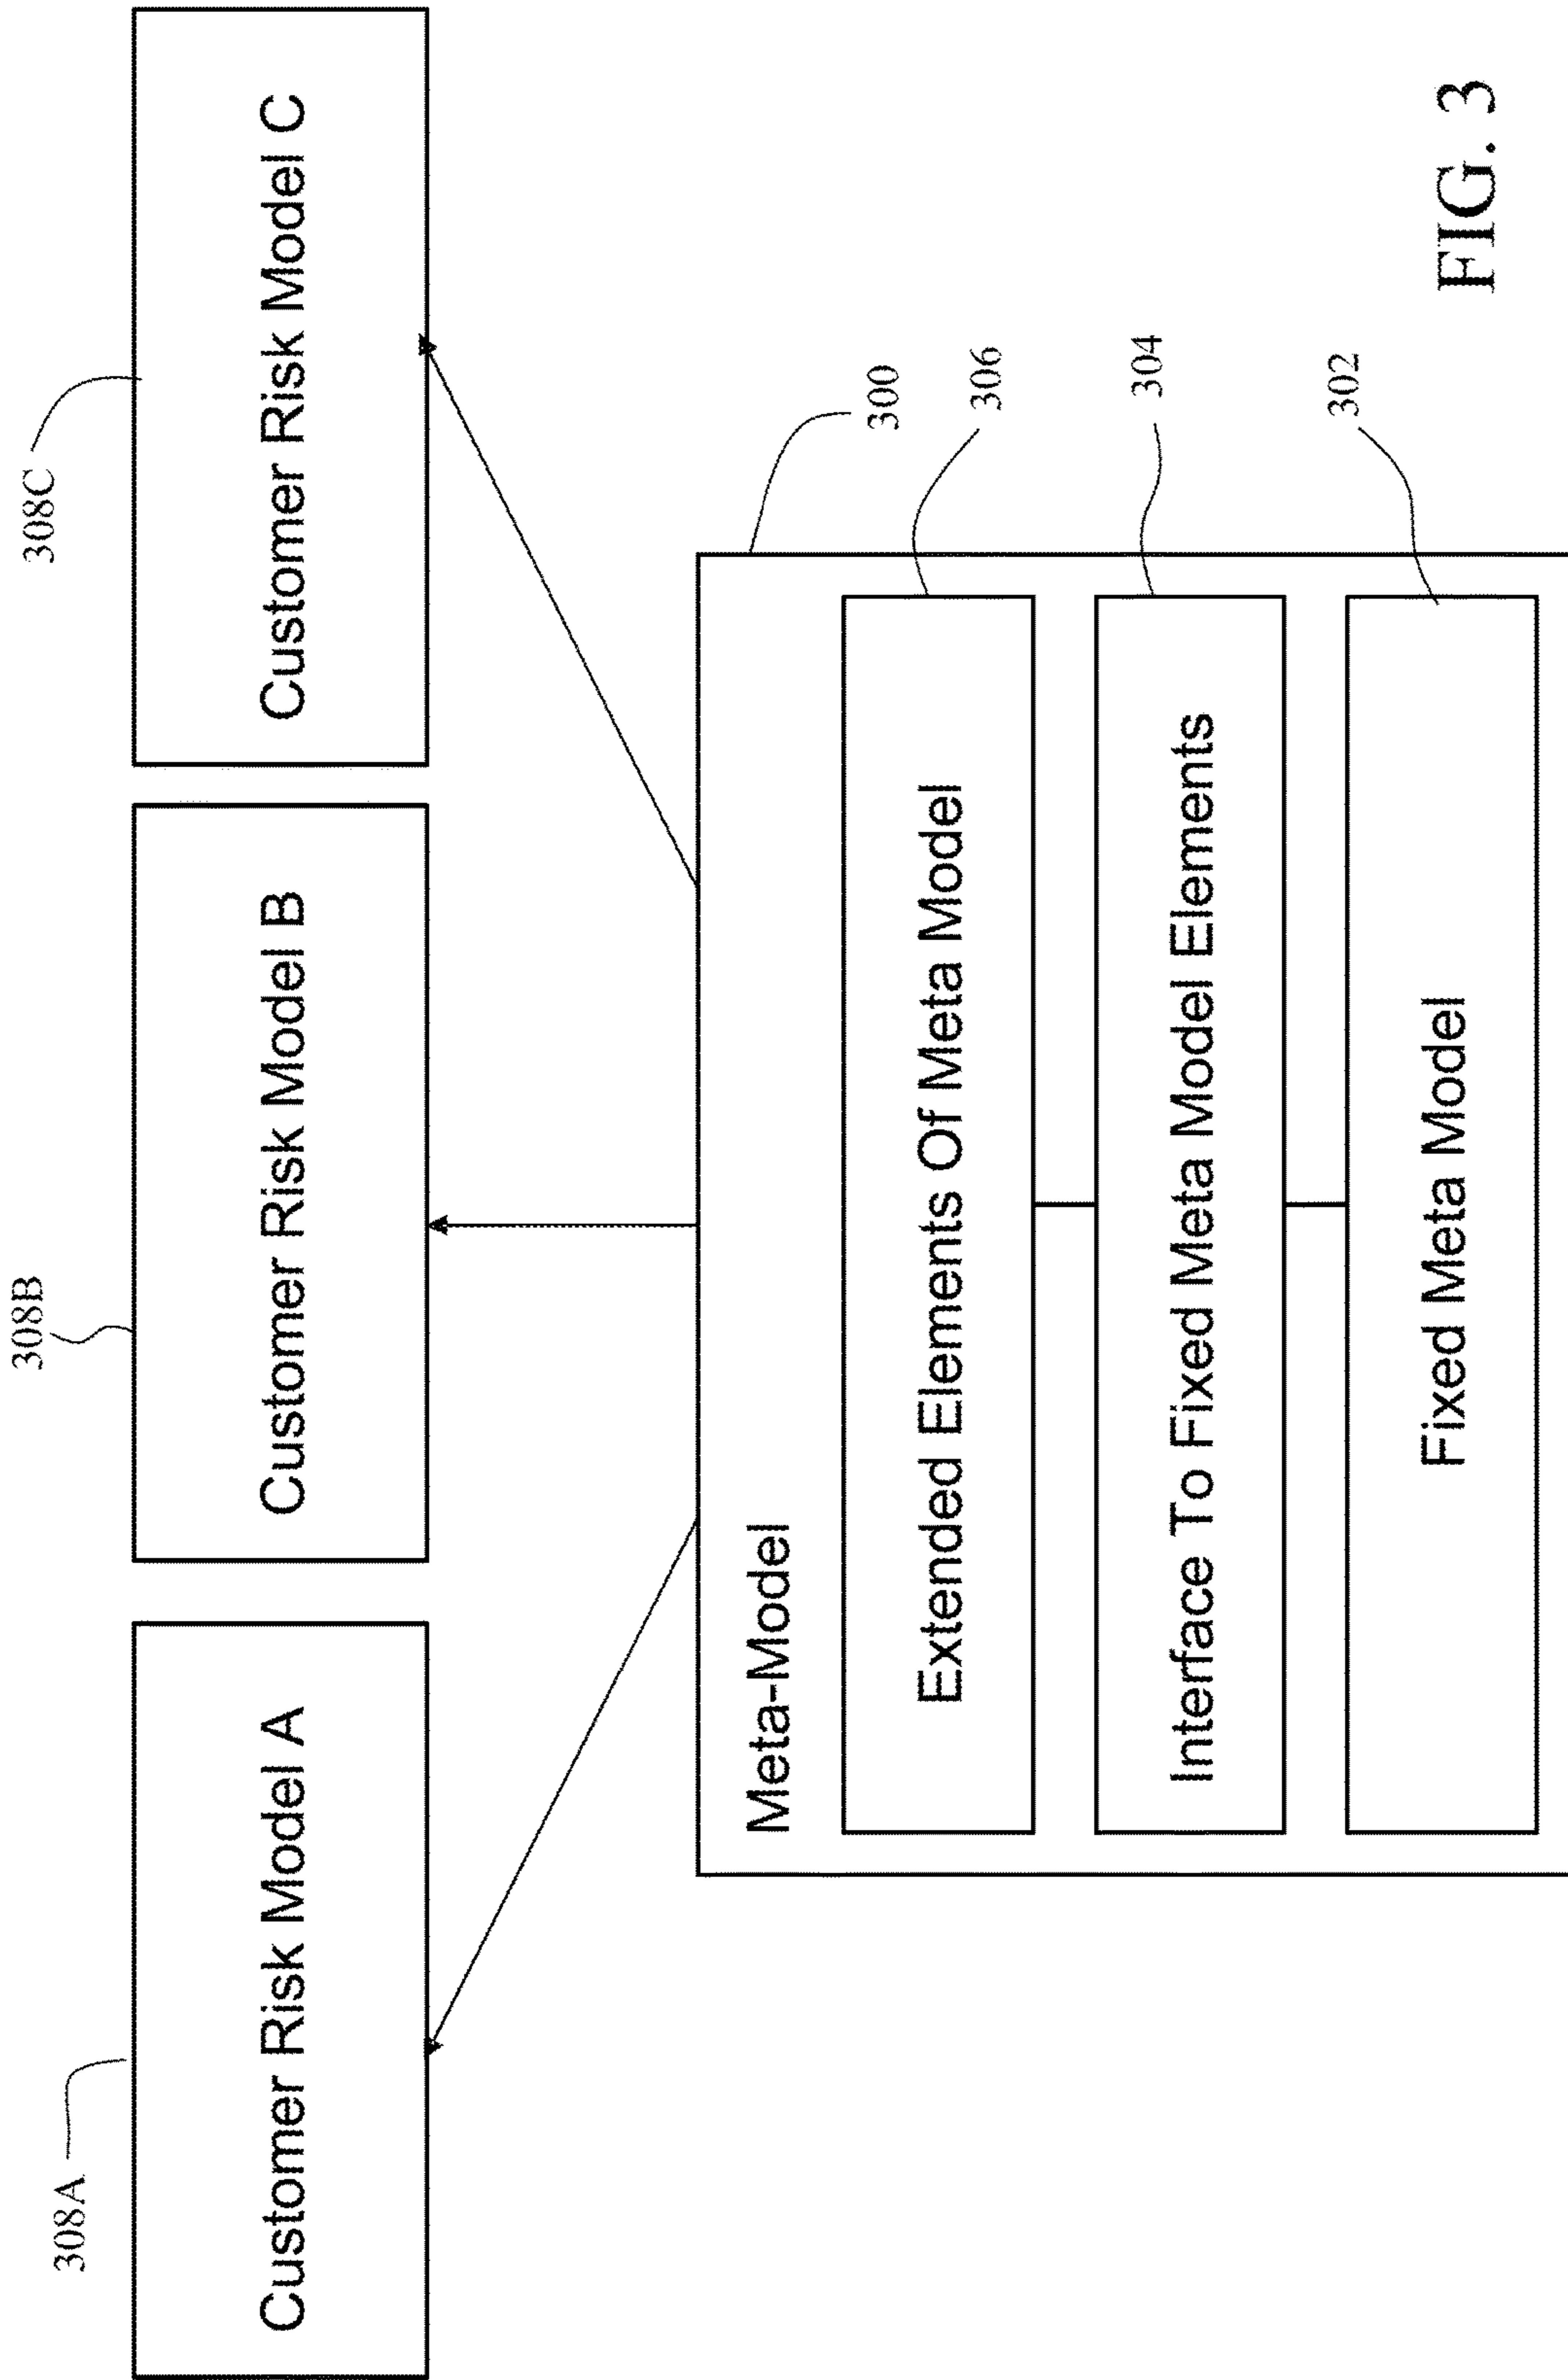 308A
308B
308C
Customer Risk Model A
Customer Risk Model B
Customer Risk Model C
Meta-Model
300
Extended Elements Of Meta Model
306
Interface To Fixed Meta Model Elements
304
Fixed Meta Model
302
FIG. 3